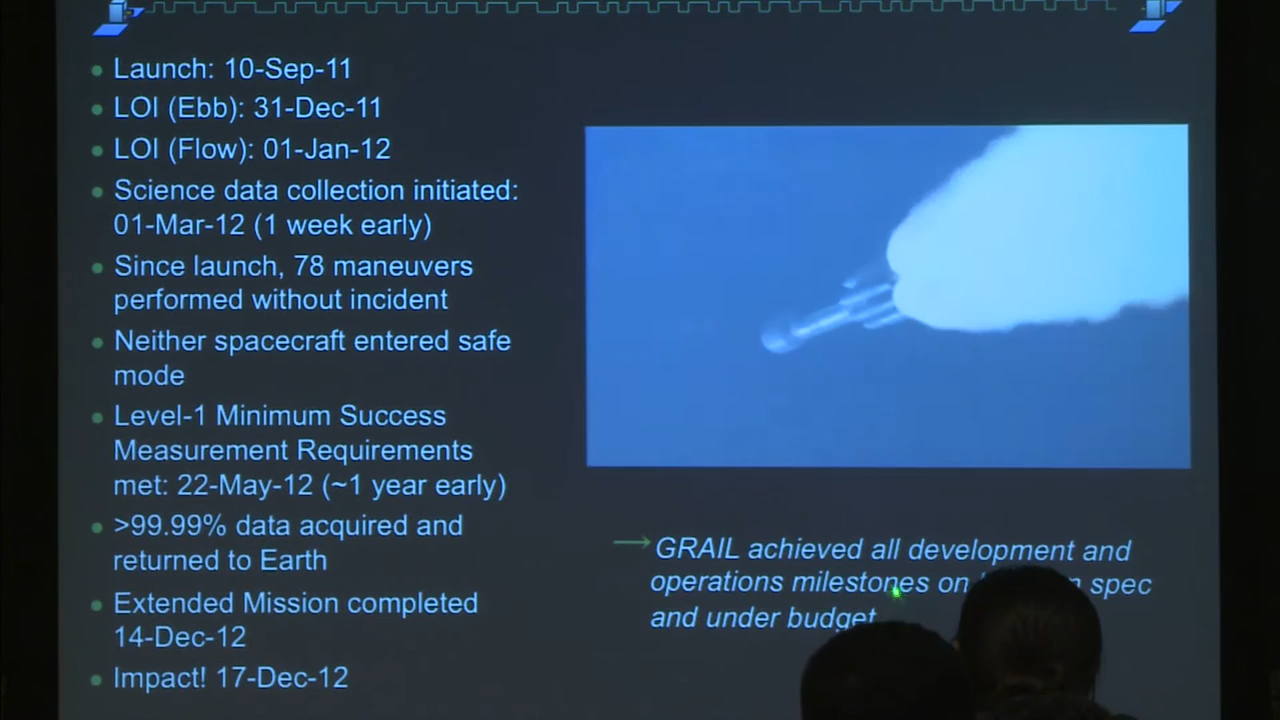 Launch: 10-Sep-11
LOI (Ebb): 31-Dec-11
LOI (Flow): 01-Jan-12
Science data collection initiated:
01-Mar-12 (1 week early)
Since launch, 78 maneuvers
performed without incident
Neither spacecraft entered safe
mode
Level-1 Minimum Success
Measurement Requirements
met: 22-May-12 (~1 year early)
>99.99% data acquired and
returned to Earth
Extended Mission completed
14-Dec-12
Impact! 17-Dec-12
→GRAIL achieved all development and
operations milestones on spec
and under budget